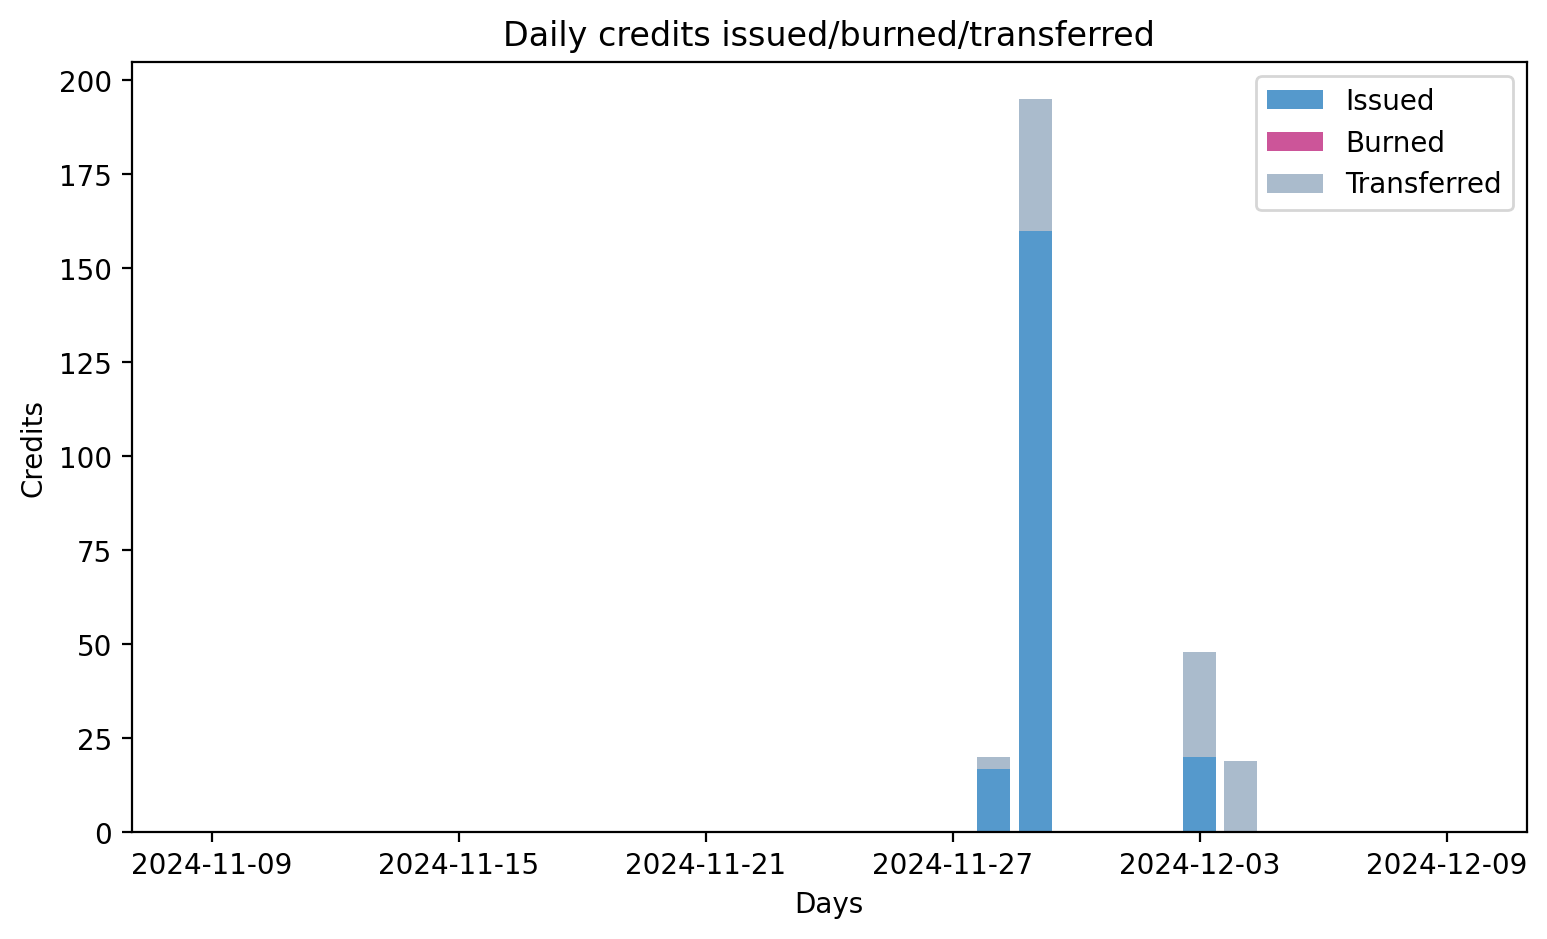 Daily credits issued/burned/transferred
200
175
150
125
100
75
50
25
0
Credits
Issued
Burned
Transferred
2024-11-09 2024-11-15 2024-11-21 2024-11-27 2024-12-03 2024-12-09
Days